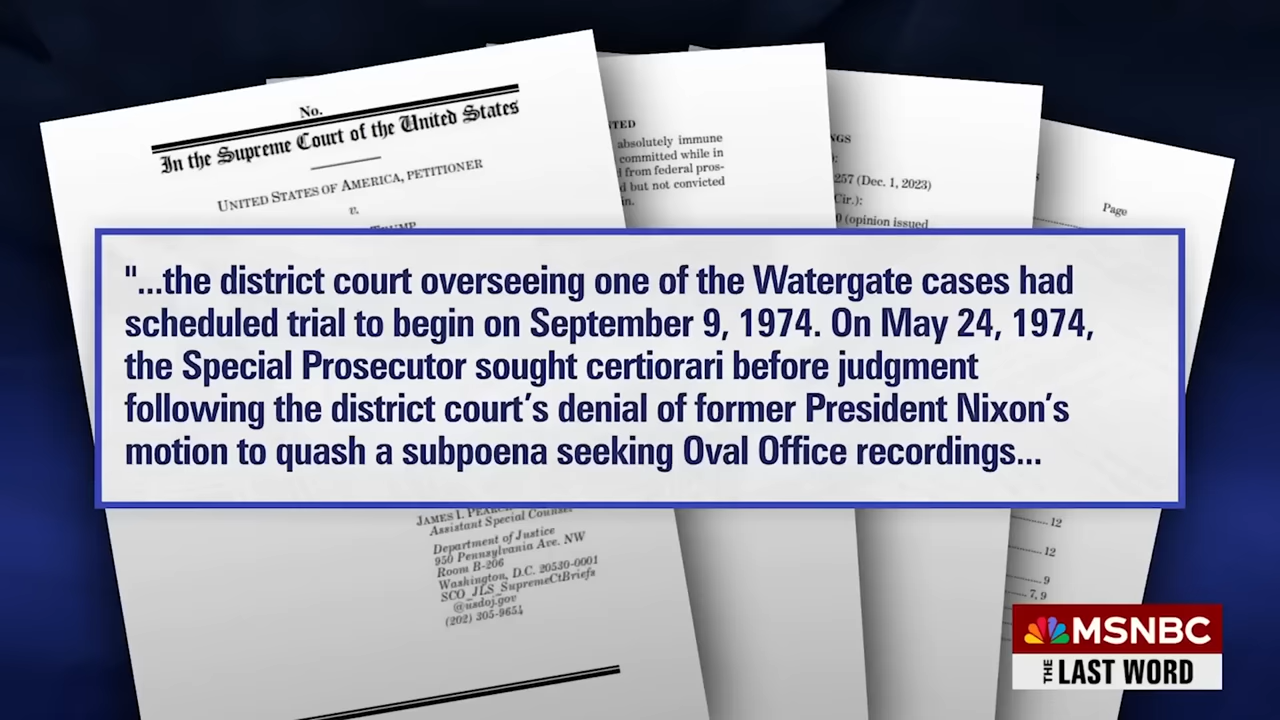 No.
In the Supreme Court of the United States
UNITED STATES OF AMERICA, PETITIONER
v.
TRUMP
absolutely immune
committed while in
from federal pros-
but not convicted
in.
257 (Dec. 1, 2023)
Cir.):
(opinion issued
Page
"...the district court overseeing one of the Watergate cases had
scheduled trial to begin on September 9, 1974. On May 24, 1974,
the Special Prosecutor sought certiorari before judgment
following the district court's denial of former President Nixon's
motion to quash a subpoena seeking Oval Office recordings...
JAMES I.
Assistant Special Counsel
Department of Justice
950 Pennsylvania Ave. NW
Room B-206
Washington, D.C. 20530-0001
SCO_JLS_SupremeCtBriefs
@usdoj.gov
(202) 305-9654
12
12
9
7, 9
MSNBC
THE LAST WORD